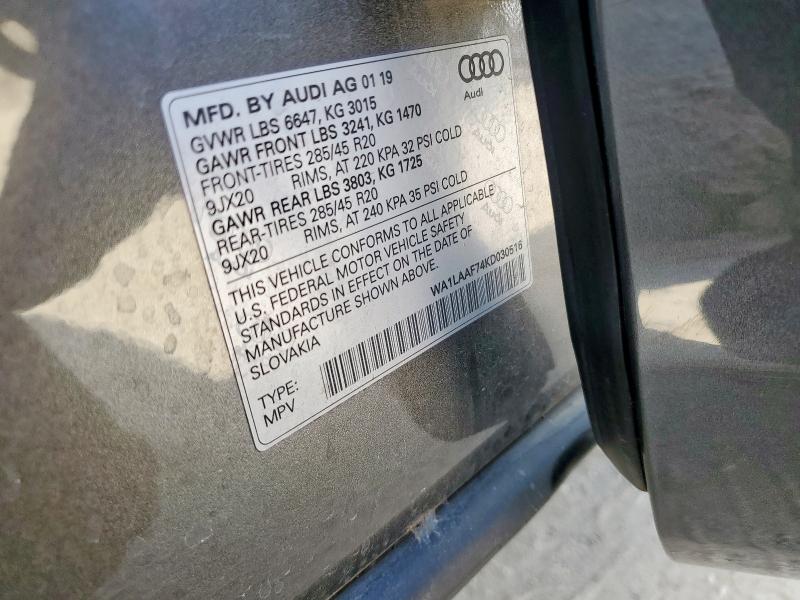 MFD. BY AUDI AG 01 19
Audi
GVWR LBS 6647, KG 3015
GAWR FRONT LBS 3241, KG 1470
FRONT-TIRES 285/45 R20
9JX20 RIMS, AT 220 KPA 32 PSI COLD
GAWR REAR LBS 3803, KG 1725
REAR-TIRES 285/45 R20
9JX20 RIMS, AT 240 KPA 35 PSI COLD
THIS VEHICLE CONFORMS TO ALL APPLICABLE
U.S. FEDERAL MOTOR VEHICLE SAFETY
STANDARDS IN EFFECT ON THE DATE OF
MANUFACTURE SHOWN ABOVE.
SLOVAKIA
WA1LAAF74KD030516
TYPE:
MPV